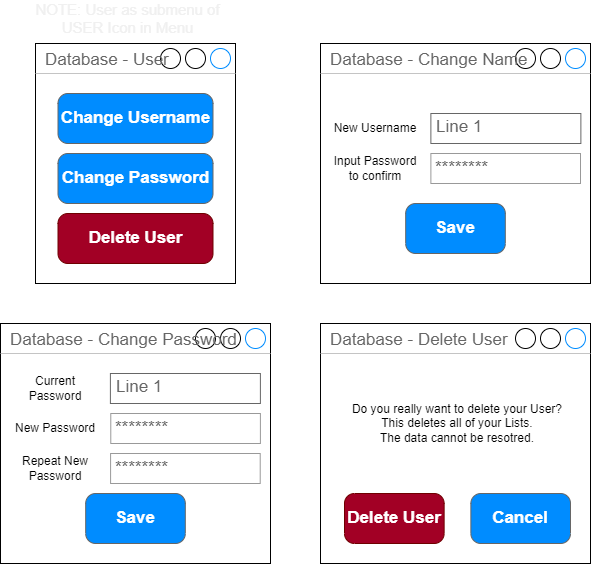 NOTE: User as submenu of
USER Icon in Menu
Database - User
Change Username
Change Password
Delete User
Database - Change Name
New Username
Line 1
Input Password
to confirm
********
Save
Database - Change Password
Current
Password
Line 1
New Password
********
Repeat New
Password
********
Save
Database - Delete User
Do you really want to delete your User?
This deletes all of your Lists.
The data cannot be resotred.
Delete User
Cancel